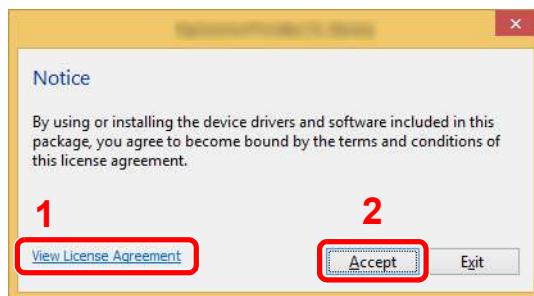 Notice
By using or installing the device drivers and software included in this
package, you agree to become bound by the terms and conditions of
this license agreement.
1
2
View License Agreement
Accept
Exit